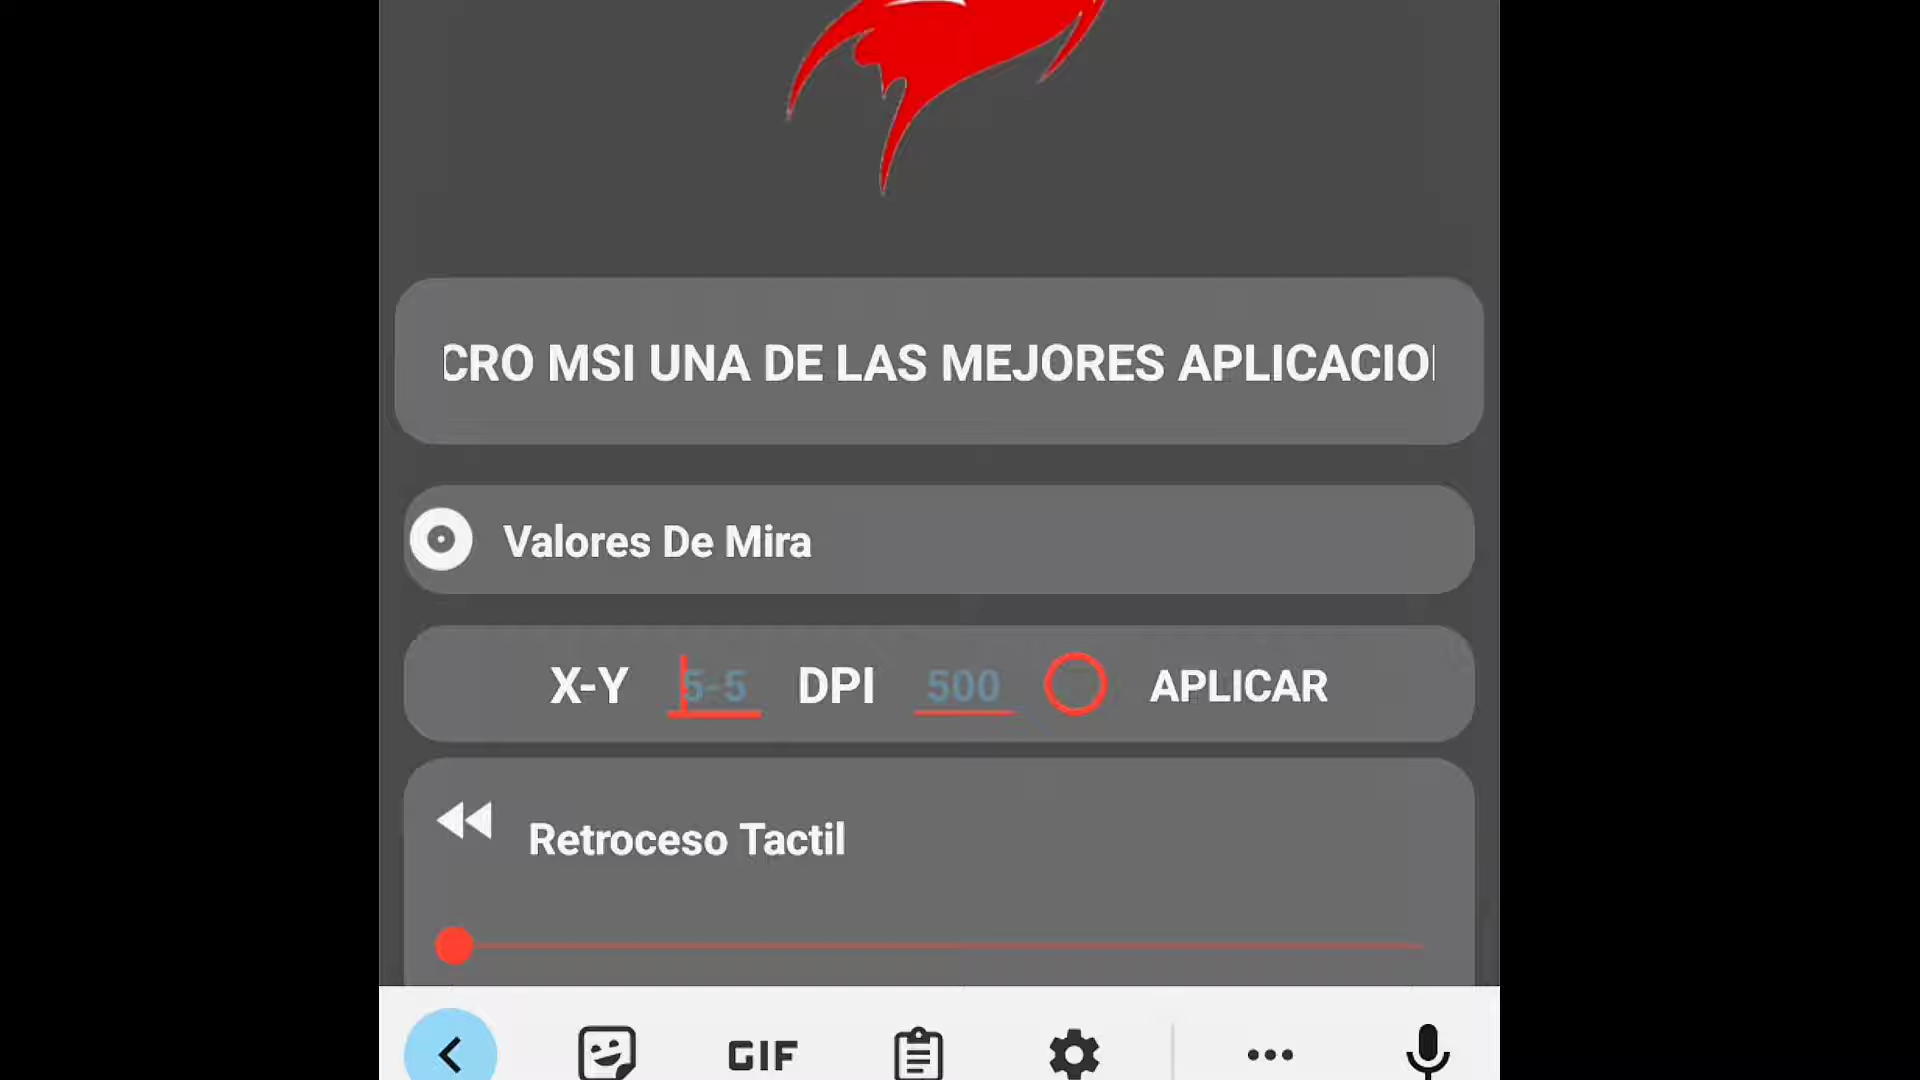 CRO MSI UNA DE LAS MEJORES APLICACIO
Valores De Mira
X-Y 5-5 DPI 500 APLICAR
Retroceso Tactil
GIF